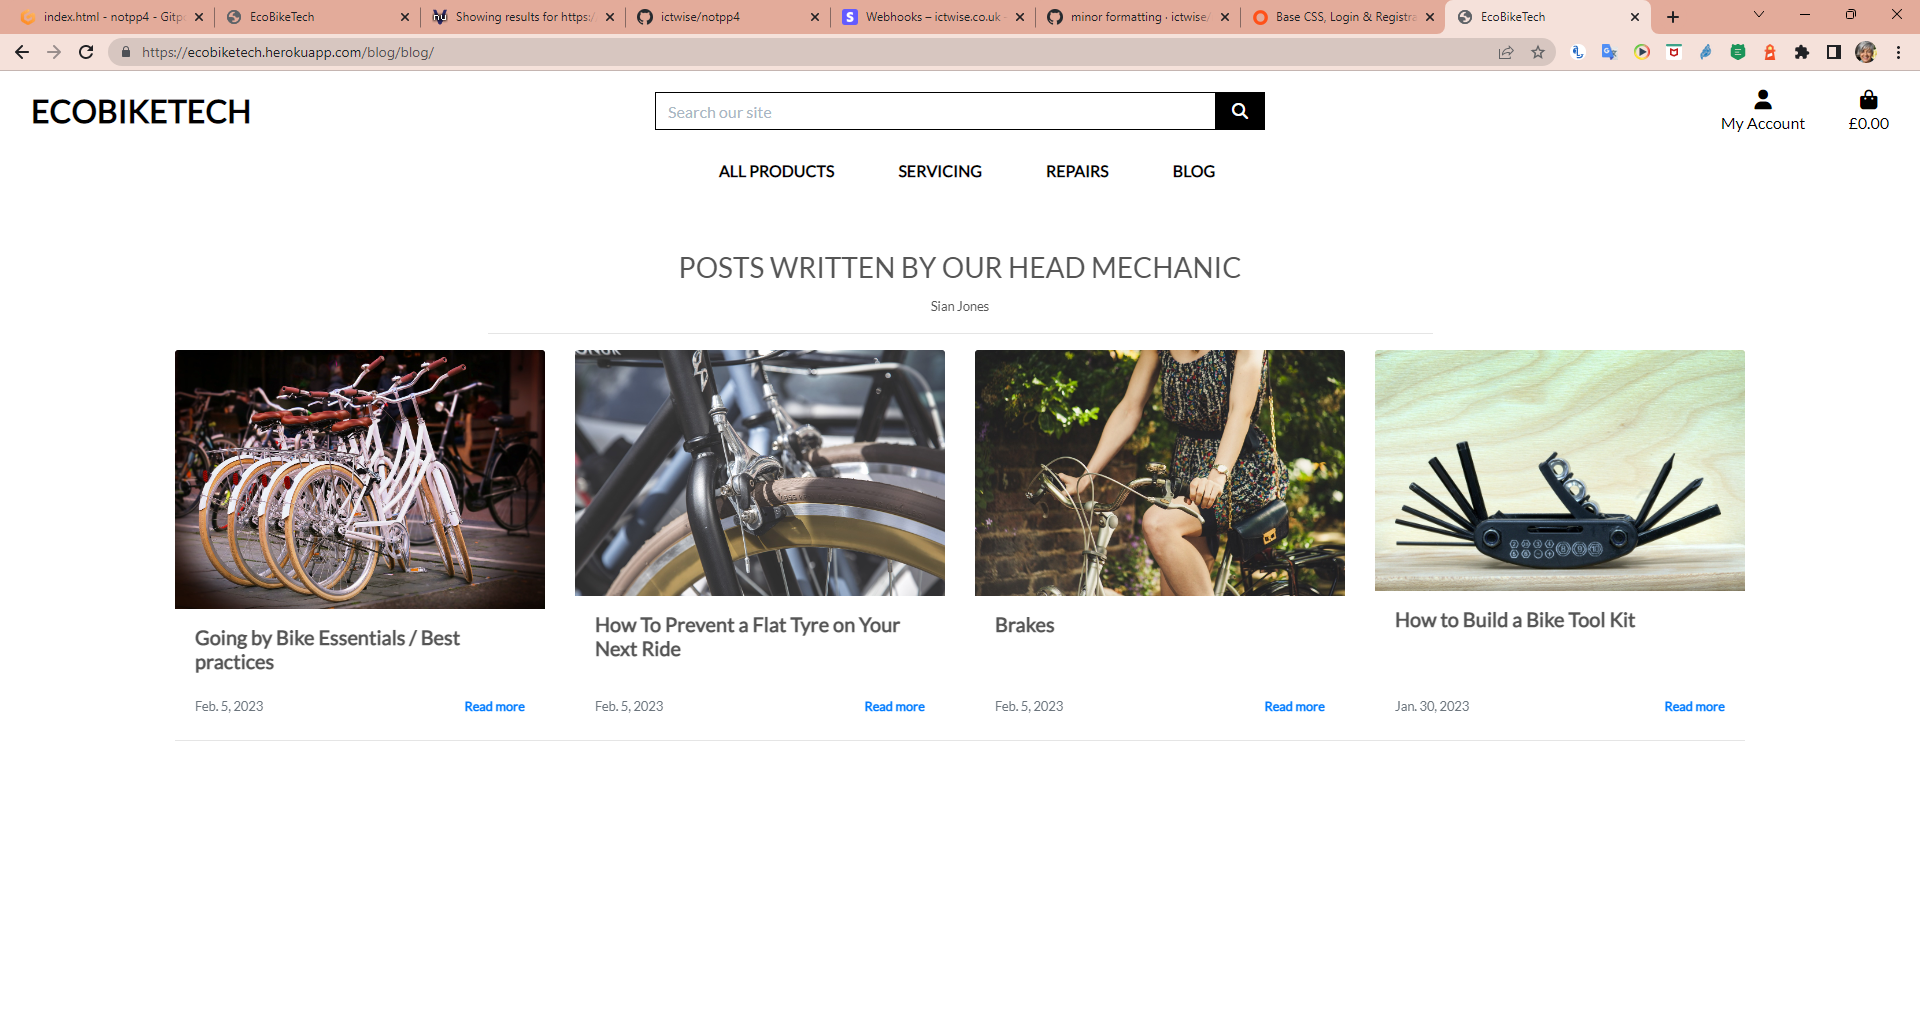 index.html - notpp4 - Gitp
EcoBikeTech
Showing results for https:/
ictwise/notpp4
Webhooks – ictwise.co.uk
minor formatting · ictwise/
Base CSS, Login & Registra
EcoBikeTech
https://ecobiketech.herokuapp.com/blog/blog/
ECOBIKETECH
Search our site
My Account
£0.00
ALL PRODUCTS
SERVICING
REPAIRS
BLOG
POSTS WRITTEN BY OUR HEAD MECHANIC
Sian Jones
Going by Bike Essentials / Best
practices
Feb. 5, 2023
Read more
How To Prevent a Flat Tyre on Your
Next Ride
Feb. 5, 2023
Read more
Brakes
Feb. 5, 2023
Read more
How to Build a Bike Tool Kit
Jan. 30, 2023
Read more